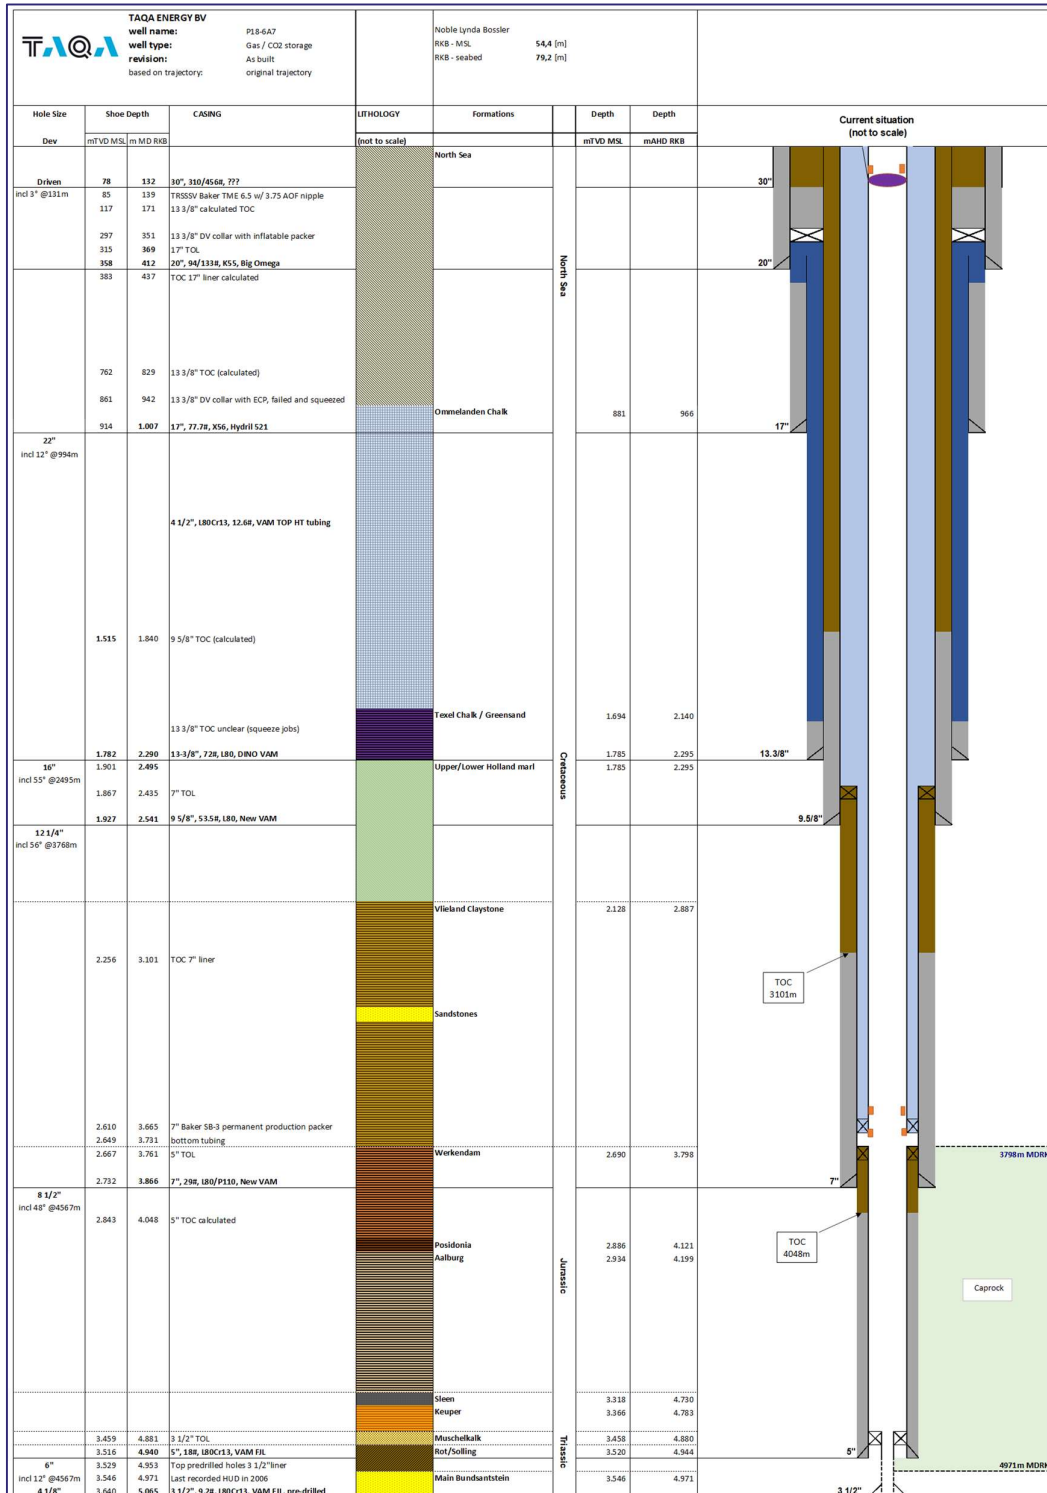 TAQA
TAQA ENERGY BV
well name: P18-6A7
well type: Gas / CO2 storage
revision: As built
based on trajectory: original trajectory
Noble Lynda Bossler
RKB - MSL 54,4 [m]
RKB - seabed 79,2 [m]
Hole Size Shoe Depth CASING LITHOLOGY Formations Depth Depth Current situation
(not to scale)
Dev mTVD MSL m MD RKB (not to scale) mTVD MSL mAHD RKB
North Sea
Driven 78 132 30", 310/456#, ??? 30"
incl 3° @131m 85 139 TRSSSV Baker TME 6.5 w/ 3.75 AOF nipple
117 171 13 3/8" calculated TOC
297 351 13 3/8" DV collar with inflatable packer
315 369 17" TOL
358 412 20", 94/133#, K55, Big Omega 20"
North Sea
383 437 TOC 17" liner calculated
762 829 13 3/8" TOC (calculated)
861 942 13 3/8" DV collar with ECP, failed and squeezed
Ommelanden Chalk 881 966
914 1.007 17", 77.7#, X56, Hydril 521 17"
22"
incl 12° @994m
4 1/2", L80Cr13, 12.6#, VAM TOP HT tubing
1.515 1.840 9 5/8" TOC (calculated)
Texel Chalk / Greensand 1.694 2.140
13 3/8" TOC unclear (squeeze jobs)
1.782 2.290 13-3/8", 72#, L80, DINO VAM 1.785 2.295 13.3/8"
Cretaceous
16" 1.901 2.495 Upper/Lower Holland marl 1.785 2.295
incl 55° @2495m
1.867 2.435 7" TOL
1.927 2.541 9 5/8", 53.5#, L80, New VAM 9.5/8"
12 1/4"
incl 56° @3768m
Vlieland Claystone 2.128 2.887
2.256 3.101 TOC 7" liner
TOC
3101m
Sandstones
2.610 3.665 7" Baker SB-3 permanent production packer
2.649 3.731 bottom tubing
2.667 3.761 5" TOL Werkendam 2.690 3.798 3798m MDRK
2.732 3.866 7", 29#, L80/P110, New VAM 7"
8 1/2"
incl 48° @4567m
2.843 4.048 5" TOC calculated
TOC
4048m
Posidonia 2.886 4.121
Aalburg 2.934 4.199
Jurassic
Caprock
Sleen 3.318 4.730
Keuper 3.366 4.783
3.459 4.881 3 1/2" TOL Muschelkalk 3.458 4.880
3.516 4.940 5", 18#, L80Cr13, VAM FJL Rot/Solling 3.520 4.944 5"
Triassic
6" 3.529 4.953 Top predrilled holes 3 1/2"liner
incl 12° @4567m 3.546 4.971 Last recorded HUD in 2006 Main Bundsantstein 3.546 4.971 4971m MDRK
4 1/8" 3.640 5.065 3 1/2", 9.2#, L80Cr13, VAM FJL, pre-drilled 3 1/2"